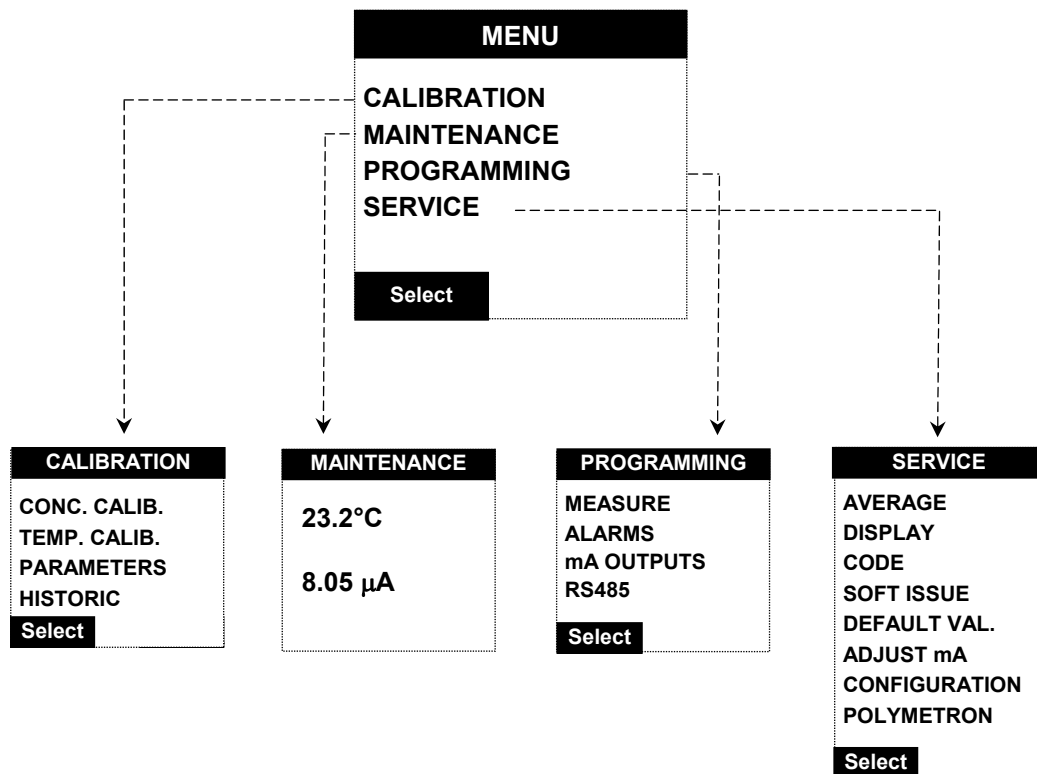 MENU
CALIBRATION
MAINTENANCE
PROGRAMMING
SERVICE
Select
CALIBRATION
CONC. CALIB.
TEMP. CALIB.
PARAMETERS
HISTORIC
Select
MAINTENANCE
23.2°C
8.05 µA
PROGRAMMING
MEASURE
ALARMS
mA OUTPUTS
RS485
Select
SERVICE
AVERAGE
DISPLAY
CODE
SOFT ISSUE
DEFAULT VAL.
ADJUST mA
CONFIGURATION
POLYMETRON
Select